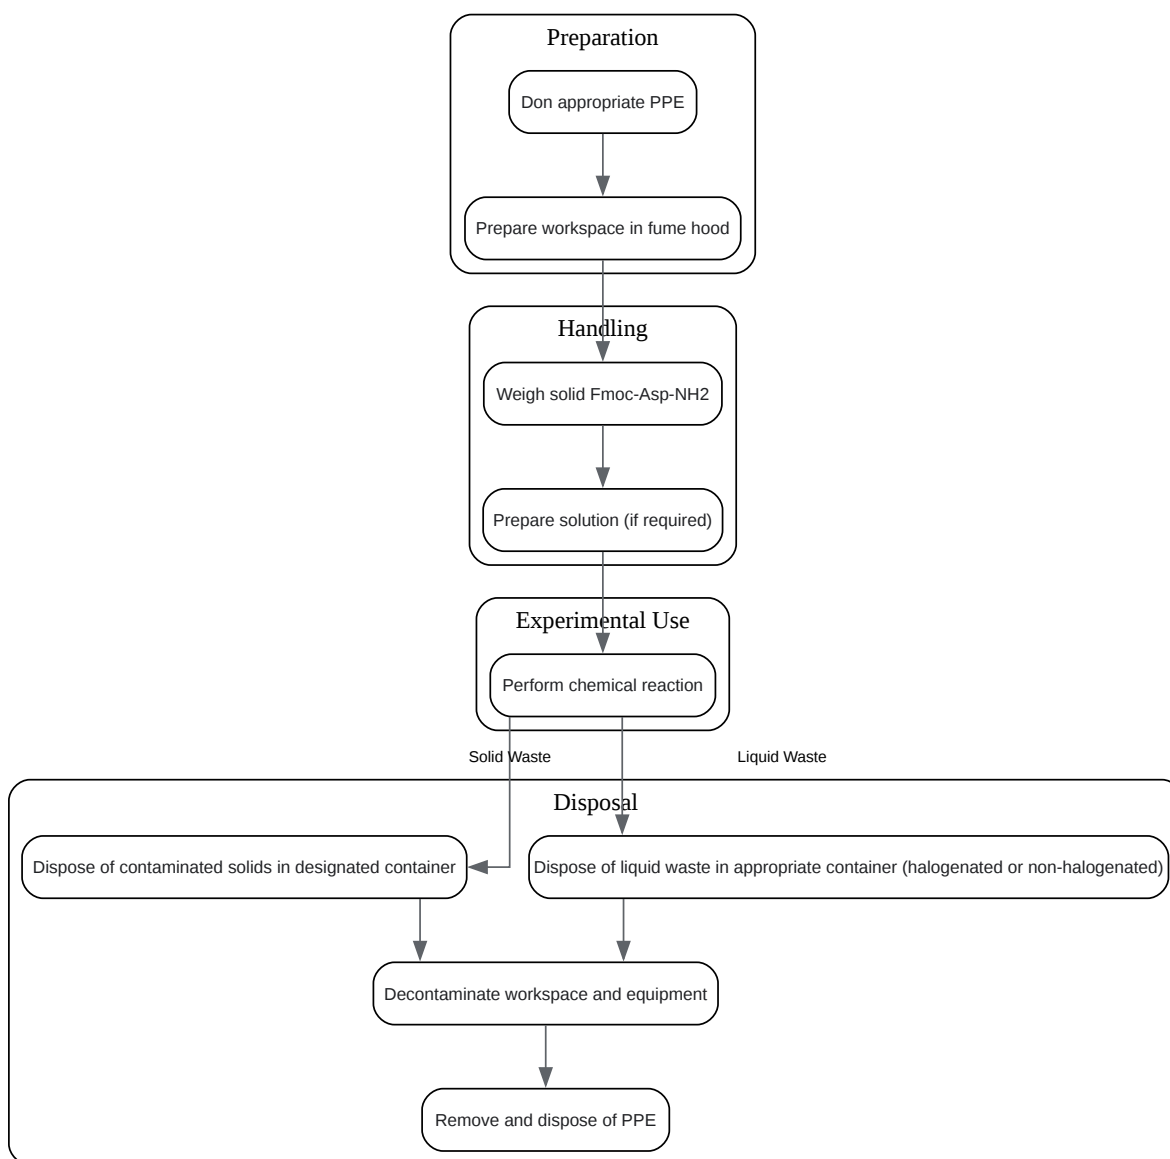 Preparation
Don appropriate PPE
Prepare workspace in fume hood
Handling
Weigh solid Fmoc-Asp-NH2
Prepare solution (if required)
Experimental Use
Perform chemical reaction
Solid Waste
Liquid Waste
Disposal
Dispose of contaminated solids in designated container
Dispose of liquid waste in appropriate container (halogenated or non-halogenated)
Decontaminate workspace and equipment
Remove and dispose of PPE